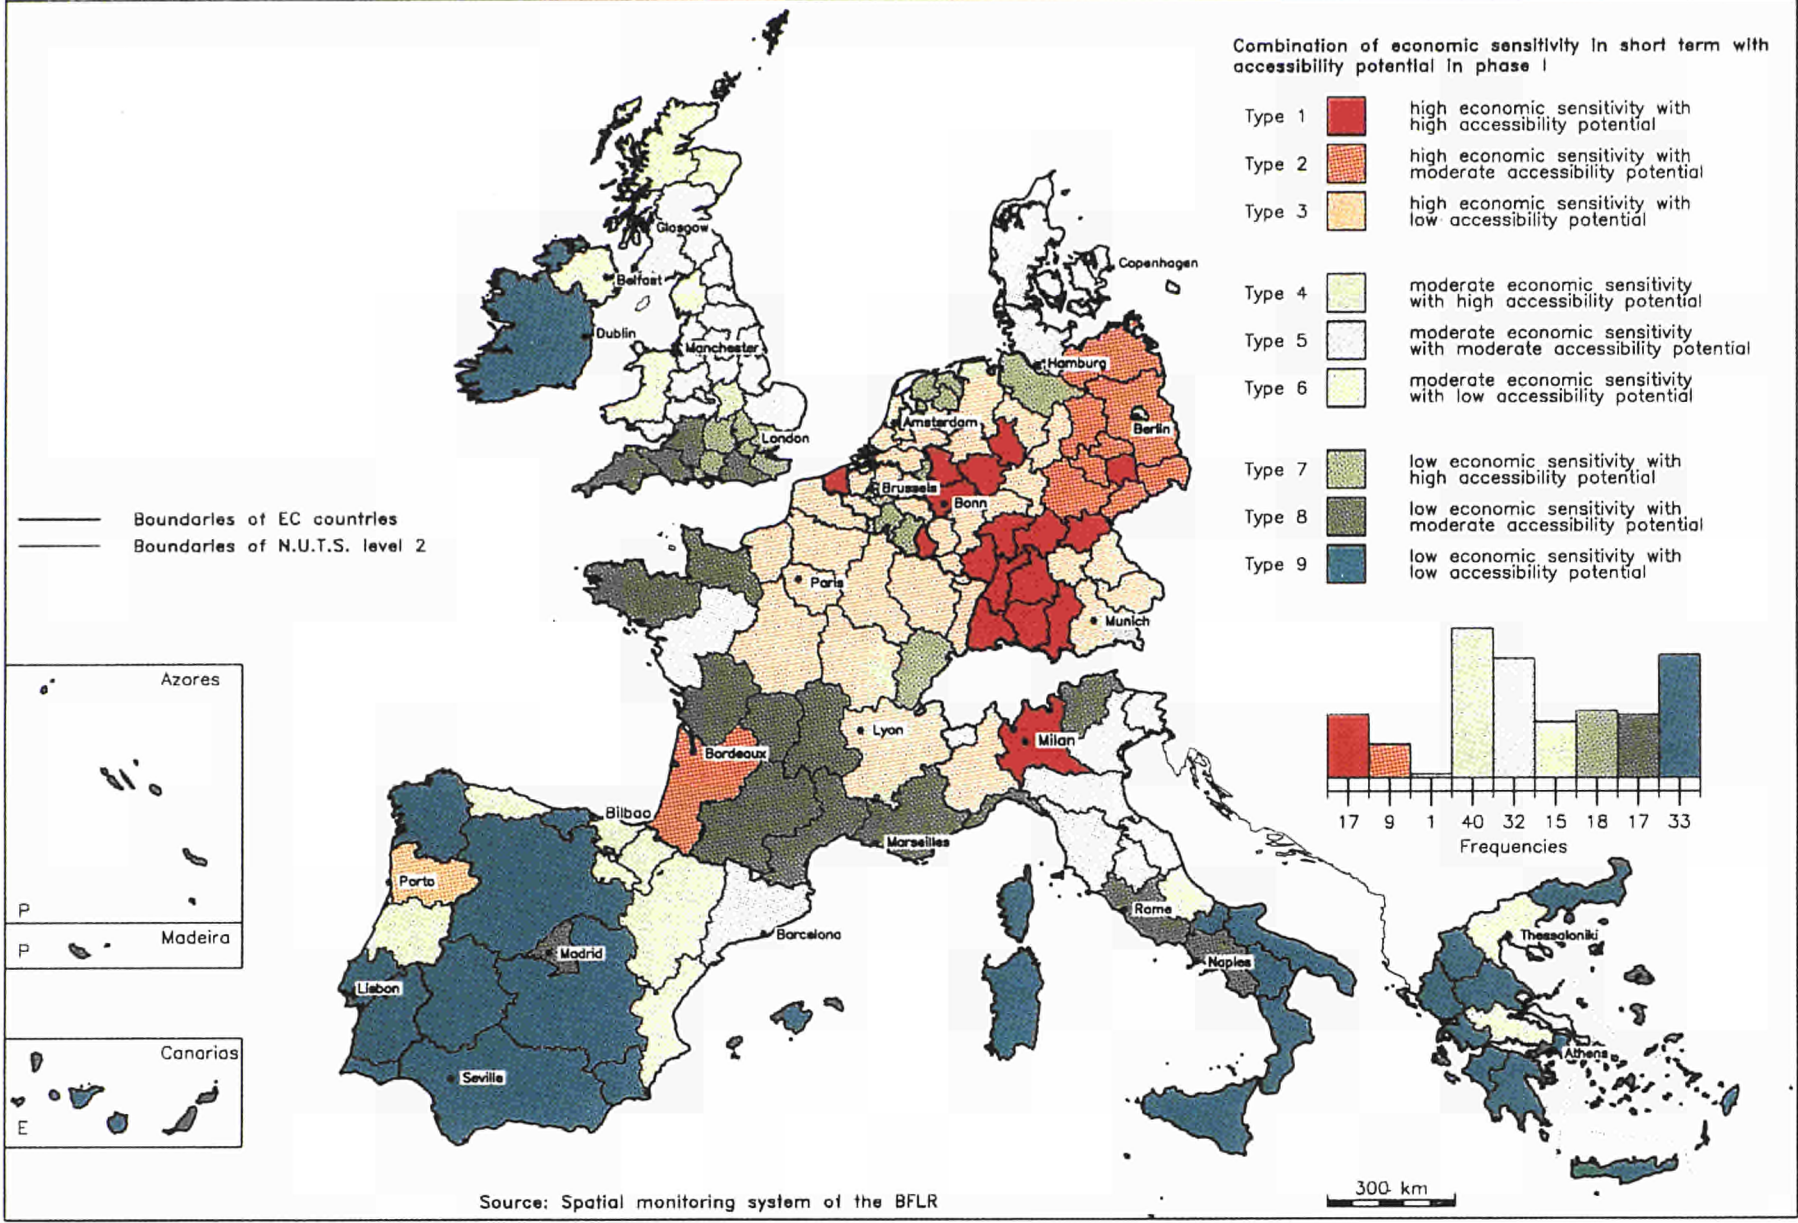 Combination of economic sensitivity in short term with
accessibility potential in phase I
Type 1
high economic sensitivity with
high accessibility potential
Type 2
high economic sensitivity with
moderate accessibility potential
Type 3
high economic sensitivity with
low accessibility potential
Type 4
moderate economic sensitivity
with high accessibility potential
Type 5
moderate economic sensitivity
with moderate accessibility potential
Type 6
moderate economic sensitivity
with low accessibility potential
Type 7
low economic sensitivity with
high accessibility potential
Type 8
low economic sensitivity with
moderate accessibility potential
Type 9
low economic sensitivity with
low accessibility potential
Glasgow
Belfast
Dublin
Manchester
London
Copenhagen
Hamburg
Berlin
Amsterdam
Brussels
Bonn
Paris
Munich
Boundaries of EC countries
Boundaries of N.U.T.S. level 2
Lyon
Milan
Bordeaux
Bilbao
Marseilles
Porto
Madrid
Barcelona
Lisbon
Seville
Rome
Naples
Thessaloniki
Athens
Azores
P
Madeira
P
Canarias
E
17 9 1 40 32 15 18 17 33
Frequencies
300 km
Source: Spatial monitoring system of the BFLR